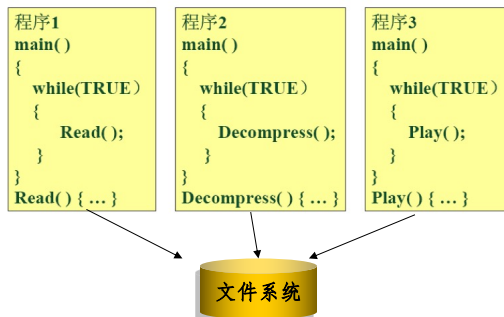 程序1
main( )
{
while(TRUE）
{
Read( );
}
}
Read( ) { … }
程序2
main( )
{
while(TRUE）
{
Decompress( );
}
}
Decompress( ) { … }
程序3
main( )
{
while(TRUE）
{
Play( );
}
}
Play( ) { … }
文件系统